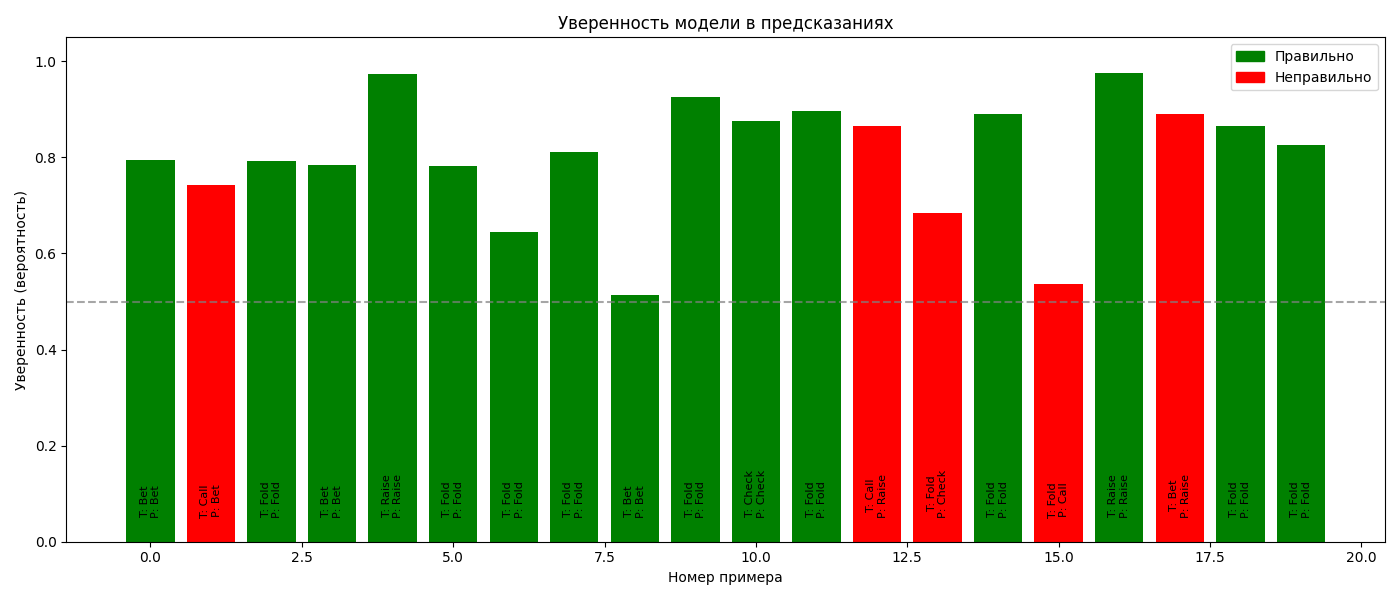 Уверенность модели в предсказаниях
Правильно
Неправильно
Уверенность (вероятность)
1.0
0.8
0.6
0.4
0.2
0.0
T: Bet
P: Bet
T: Call
P: Bet
T: Fold
P: Fold
T: Bet
P: Bet
T: Raise
P: Raise
T: Fold
P: Fold
T: Fold
P: Fold
T: Fold
P: Fold
T: Bet
P: Bet
T: Fold
P: Fold
T: Check
P: Check
T: Fold
P: Fold
T: Call
P: Raise
T: Fold
P: Check
T: Fold
P: Fold
T: Fold
P: Call
T: Raise
P: Raise
T: Bet
P: Raise
T: Fold
P: Fold
T: Fold
P: Fold
0.0
2.5
5.0
7.5
10.0
12.5
15.0
17.5
20.0
Номер примера